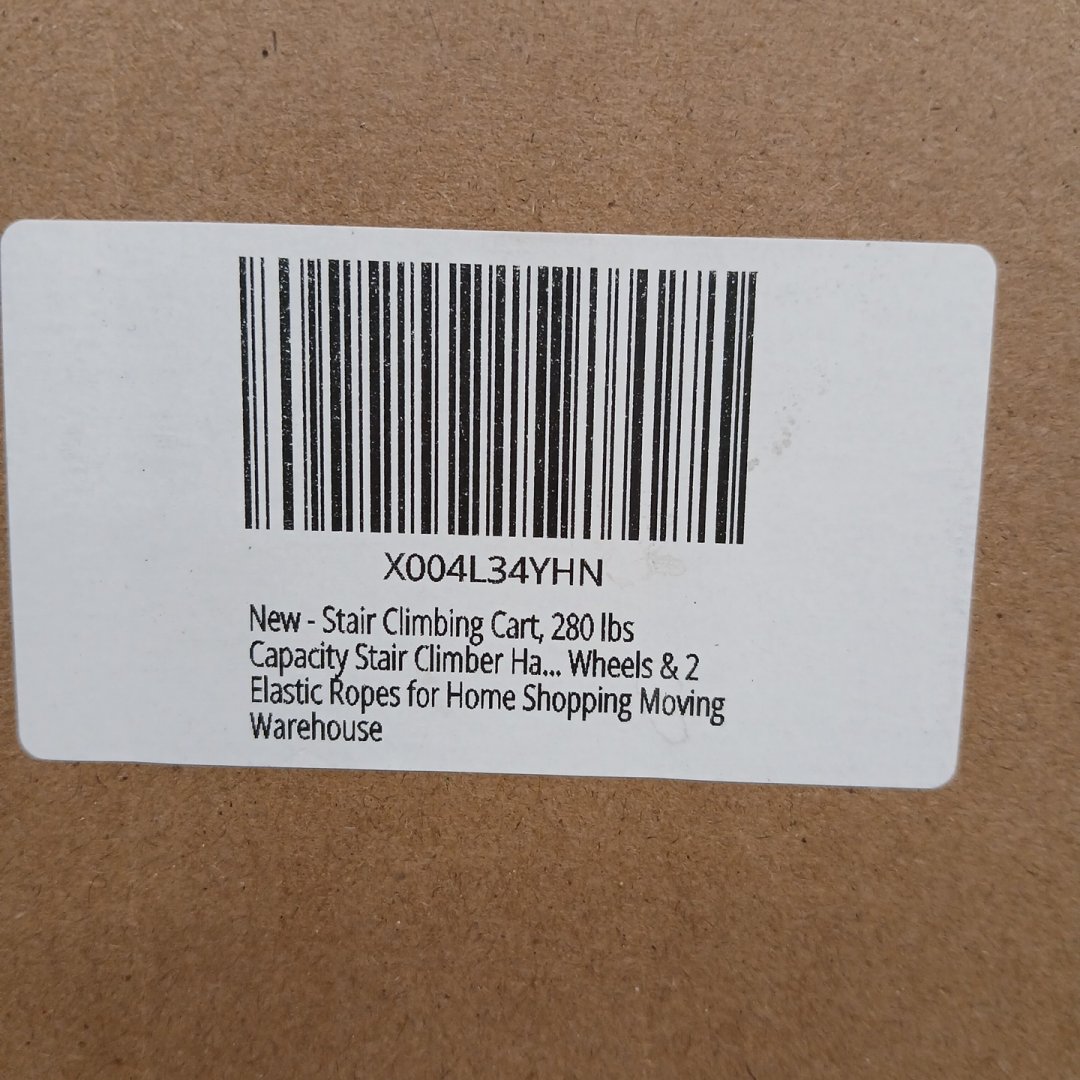 X004L34YHN
New - Stair Climbing Cart, 280 lbs
Capacity Stair Climber Ha... Wheels & 2
Elastic Ropes for Home Shopping Moving
Warehouse